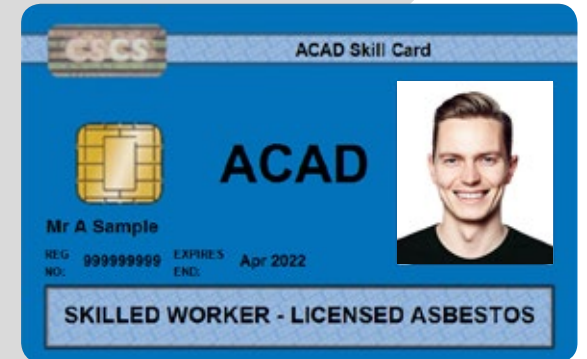 CSCS
ACAD Skill Card
ACAD
Mr A Sample
REG NO: 999999999 EXPIRES END: Apr 2022
SKILLED WORKER - LICENSED ASBESTOS